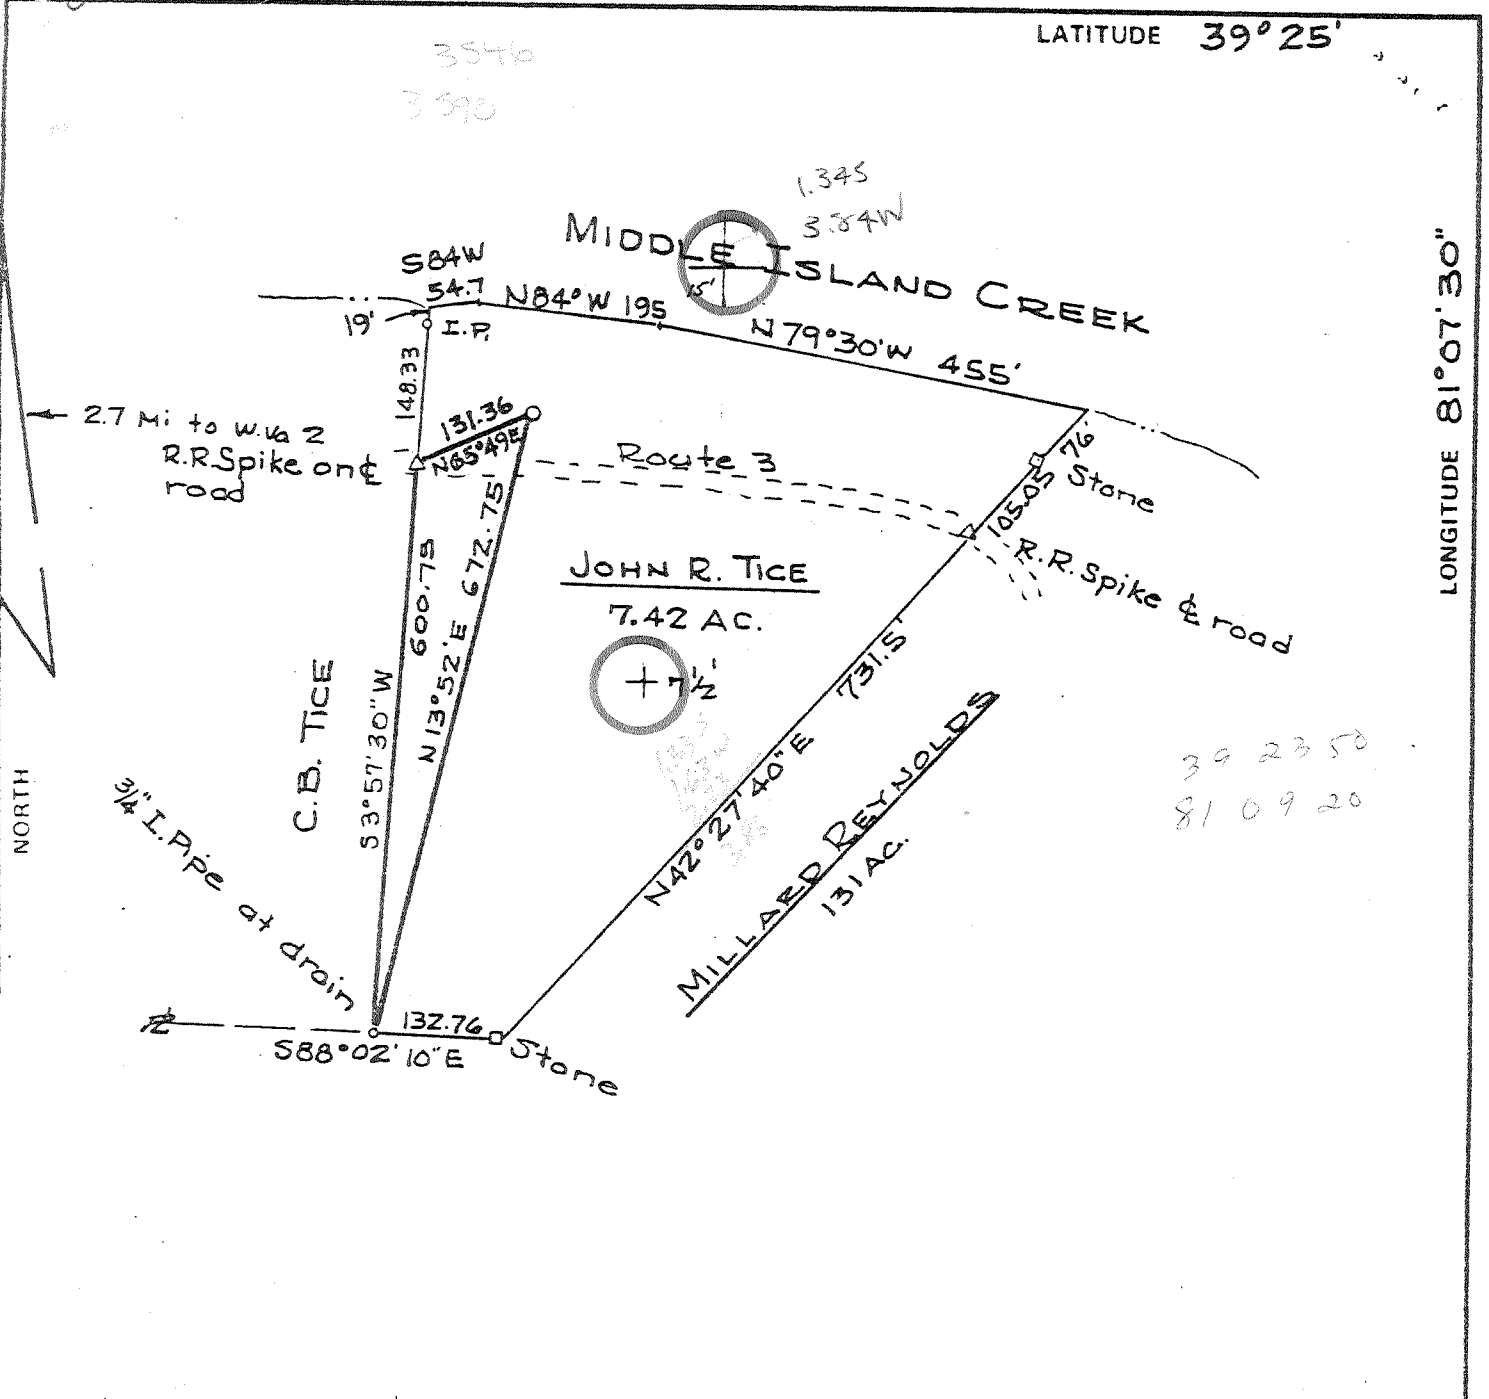 LATITUDE 39° 25'
3546
3590
1.345
3.84W
MIDDLE ISLAND CREEK
15'
S84W
54.7
N84°W 195
19'
I.P.
N79°30'W 455'
LONGITUDE 81°07'30"
148.33
131.36
N65°49'E
2.7 Mi to W.Va 2
R.R.Spike on ℄
road
Route 3
76'
Stone
105.05
R.R.Spike ℄ road
JOHN R. TICE
7.42 AC.
7½'
600.75
S3°57'30"W
N13°52'E 672.75
C.B. TICE
731.5'
N42°27'40"E
MILLARD REYNOLDS
131 AC.
39 23 50
81 09 20
NORTH
3/4" I.Pipe at drain
132.76
S88°02'10"E
Stone